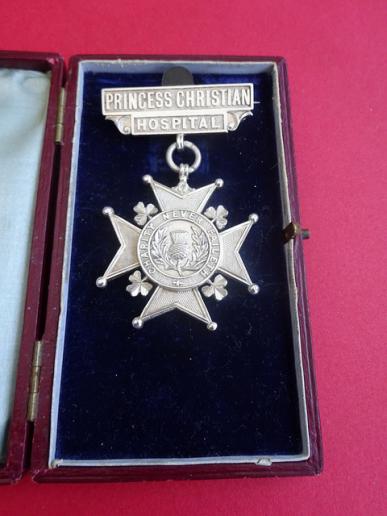 PRINCESS CHRISTIAN
HOSPITAL
CHARITY NEVER FAILETH